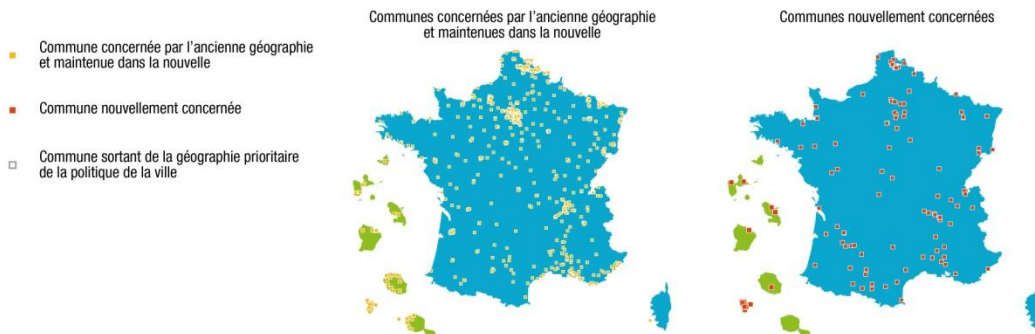 Communes concernées par l'ancienne géographie
et maintenues dans la nouvelle
Communes nouvellement concernées
Commune concernée par l'ancienne géographie
et maintenue dans la nouvelle
Commune nouvellement concernée
Commune sortant de la géographie prioritaire
de la politique de la ville